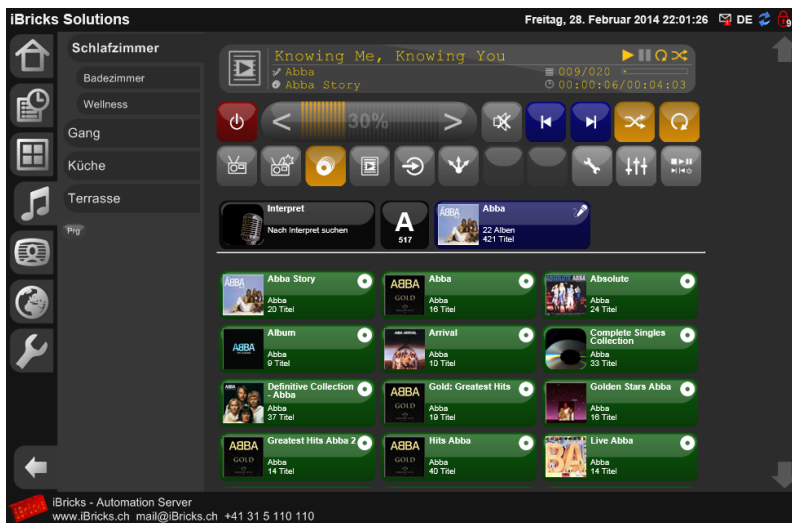 iBricks Solutions
Freitag, 28. Februar 2014 22:01:26 DE 9
Schlafzimmer
Badezimmer
Wellness
Gang
Küche
Terrasse
Prg
Knowing Me, Knowing You
Abba
009/020
Abba Story
00:00:06/00:04:03
30%
Interpret
Nach Interpret suchen
A
517
Abba
22 Alben
421 Titel
Abba Story
Abba
20 Titel
Abba
Abba
16 Titel
Absolute
Abba
24 Titel
Album
Abba
9 Titel
Arrival
Abba
10 Titel
Complete Singles
Collection
Abba
33 Titel
Definitive Collection
- Abba
Abba
37 Titel
Gold: Greatest Hits
Abba
19 Titel
Golden Stars Abba
Abba
16 Titel
Greatest Hits Abba 2
Abba
14 Titel
Hits Abba
Abba
40 Titel
Live Abba
Abba
14 Titel
iBricks - Automation Server
www.iBricks.ch mail@iBricks.ch +41 31 5 110 110